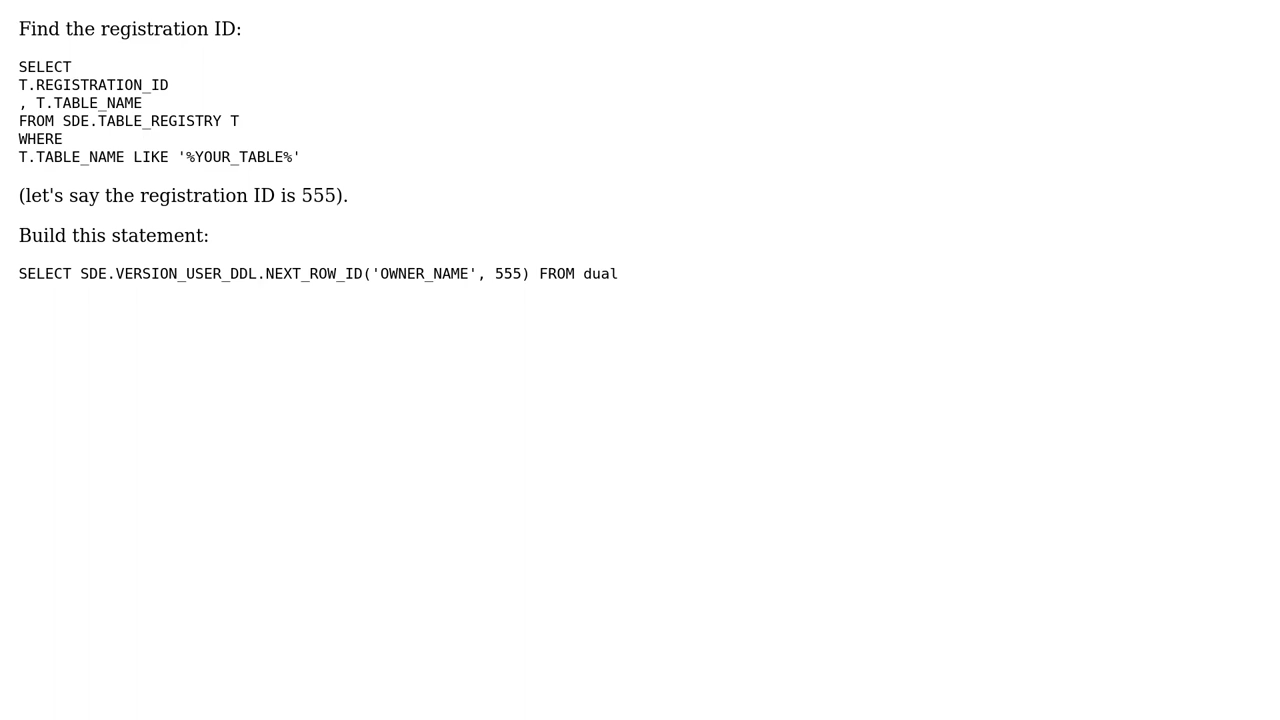 Find the registration ID:
SELECT
T.REGISTRATION_ID
, T.TABLE_NAME
FROM SDE.TABLE_REGISTRY T
WHERE
T.TABLE_NAME LIKE '%YOUR_TABLE%'
(let's say the registration ID is 555).
Build this statement:
SELECT SDE.VERSION_USER_DDL.NEXT_ROW_ID('OWNER_NAME', 555) FROM dual